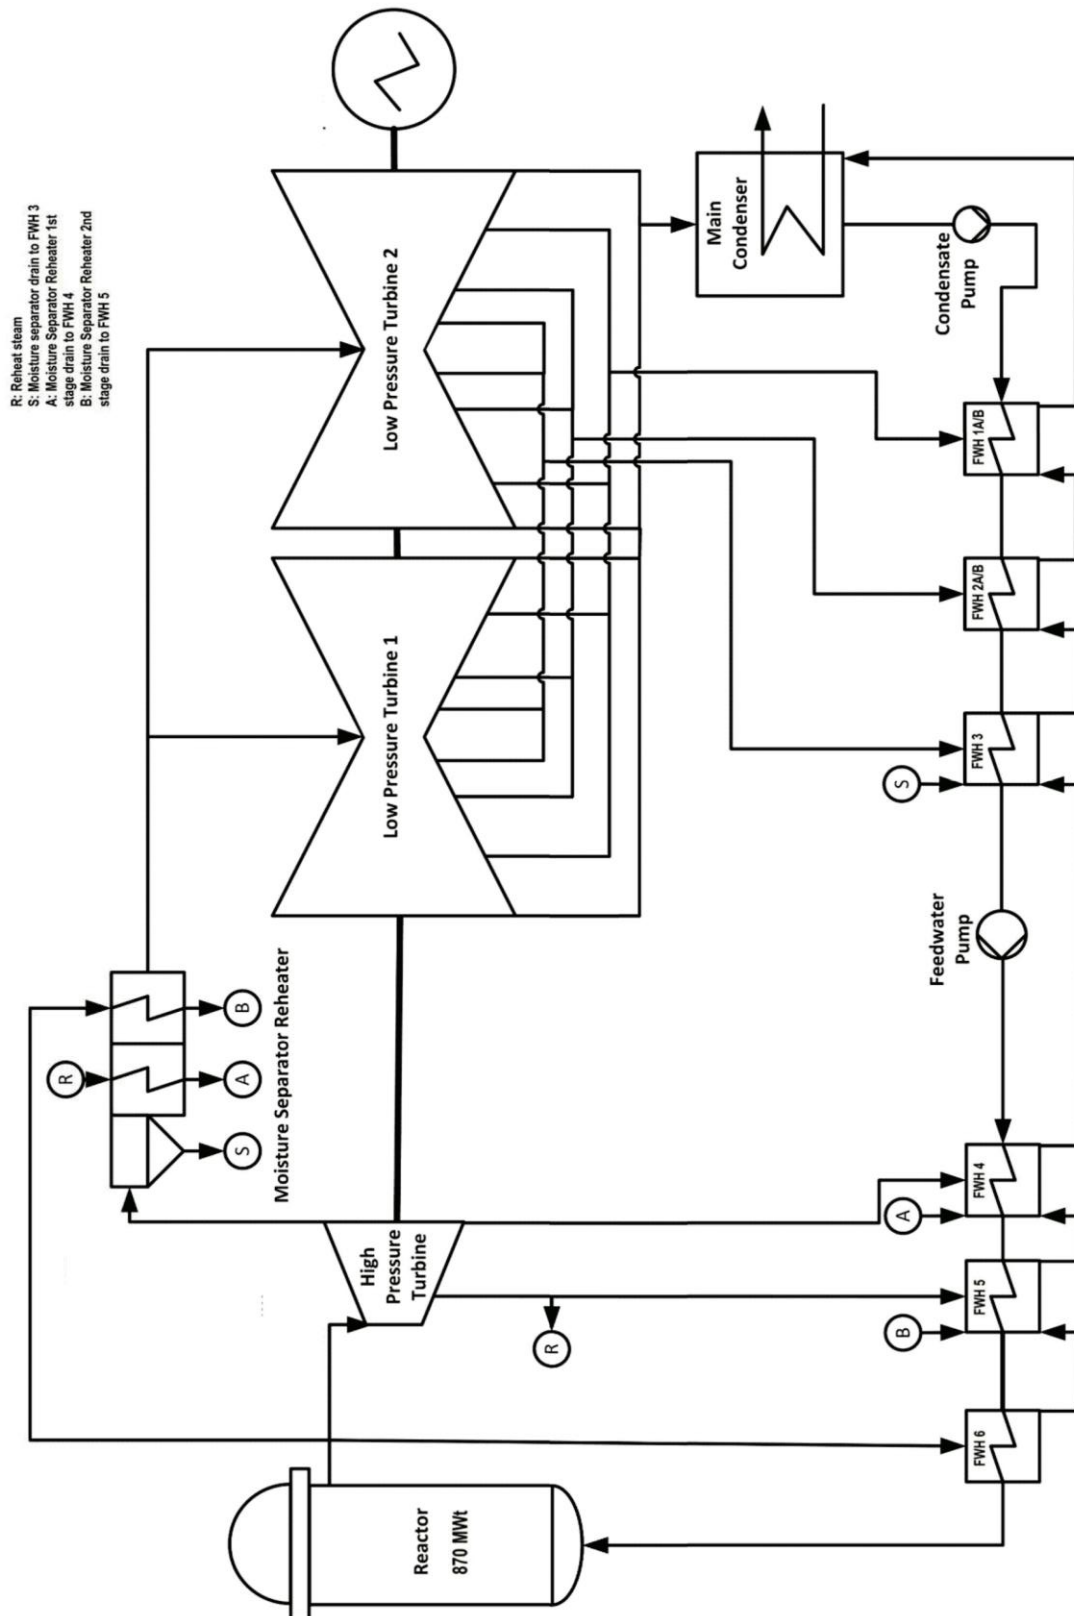 R: Reheat steam
S: Moisture separator drain to FWH 3
A: Moisture Separator Reheater 1st
stage drain to FWH 4
B: Moisture Separator Reheater 2nd
stage drain to FWH 5
R
S
A
B
Moisture Separator Reheater
High
Pressure
Turbine
Low Pressure Turbine 1
Low Pressure Turbine 2
Reactor
870 MWt
R
Main
Condenser
Condensate
Pump
Feedwater
Pump
B
A
S
FWH 6
FWH 5
FWH 4
FWH 3
FWH 2A/B
FWH 1A/B